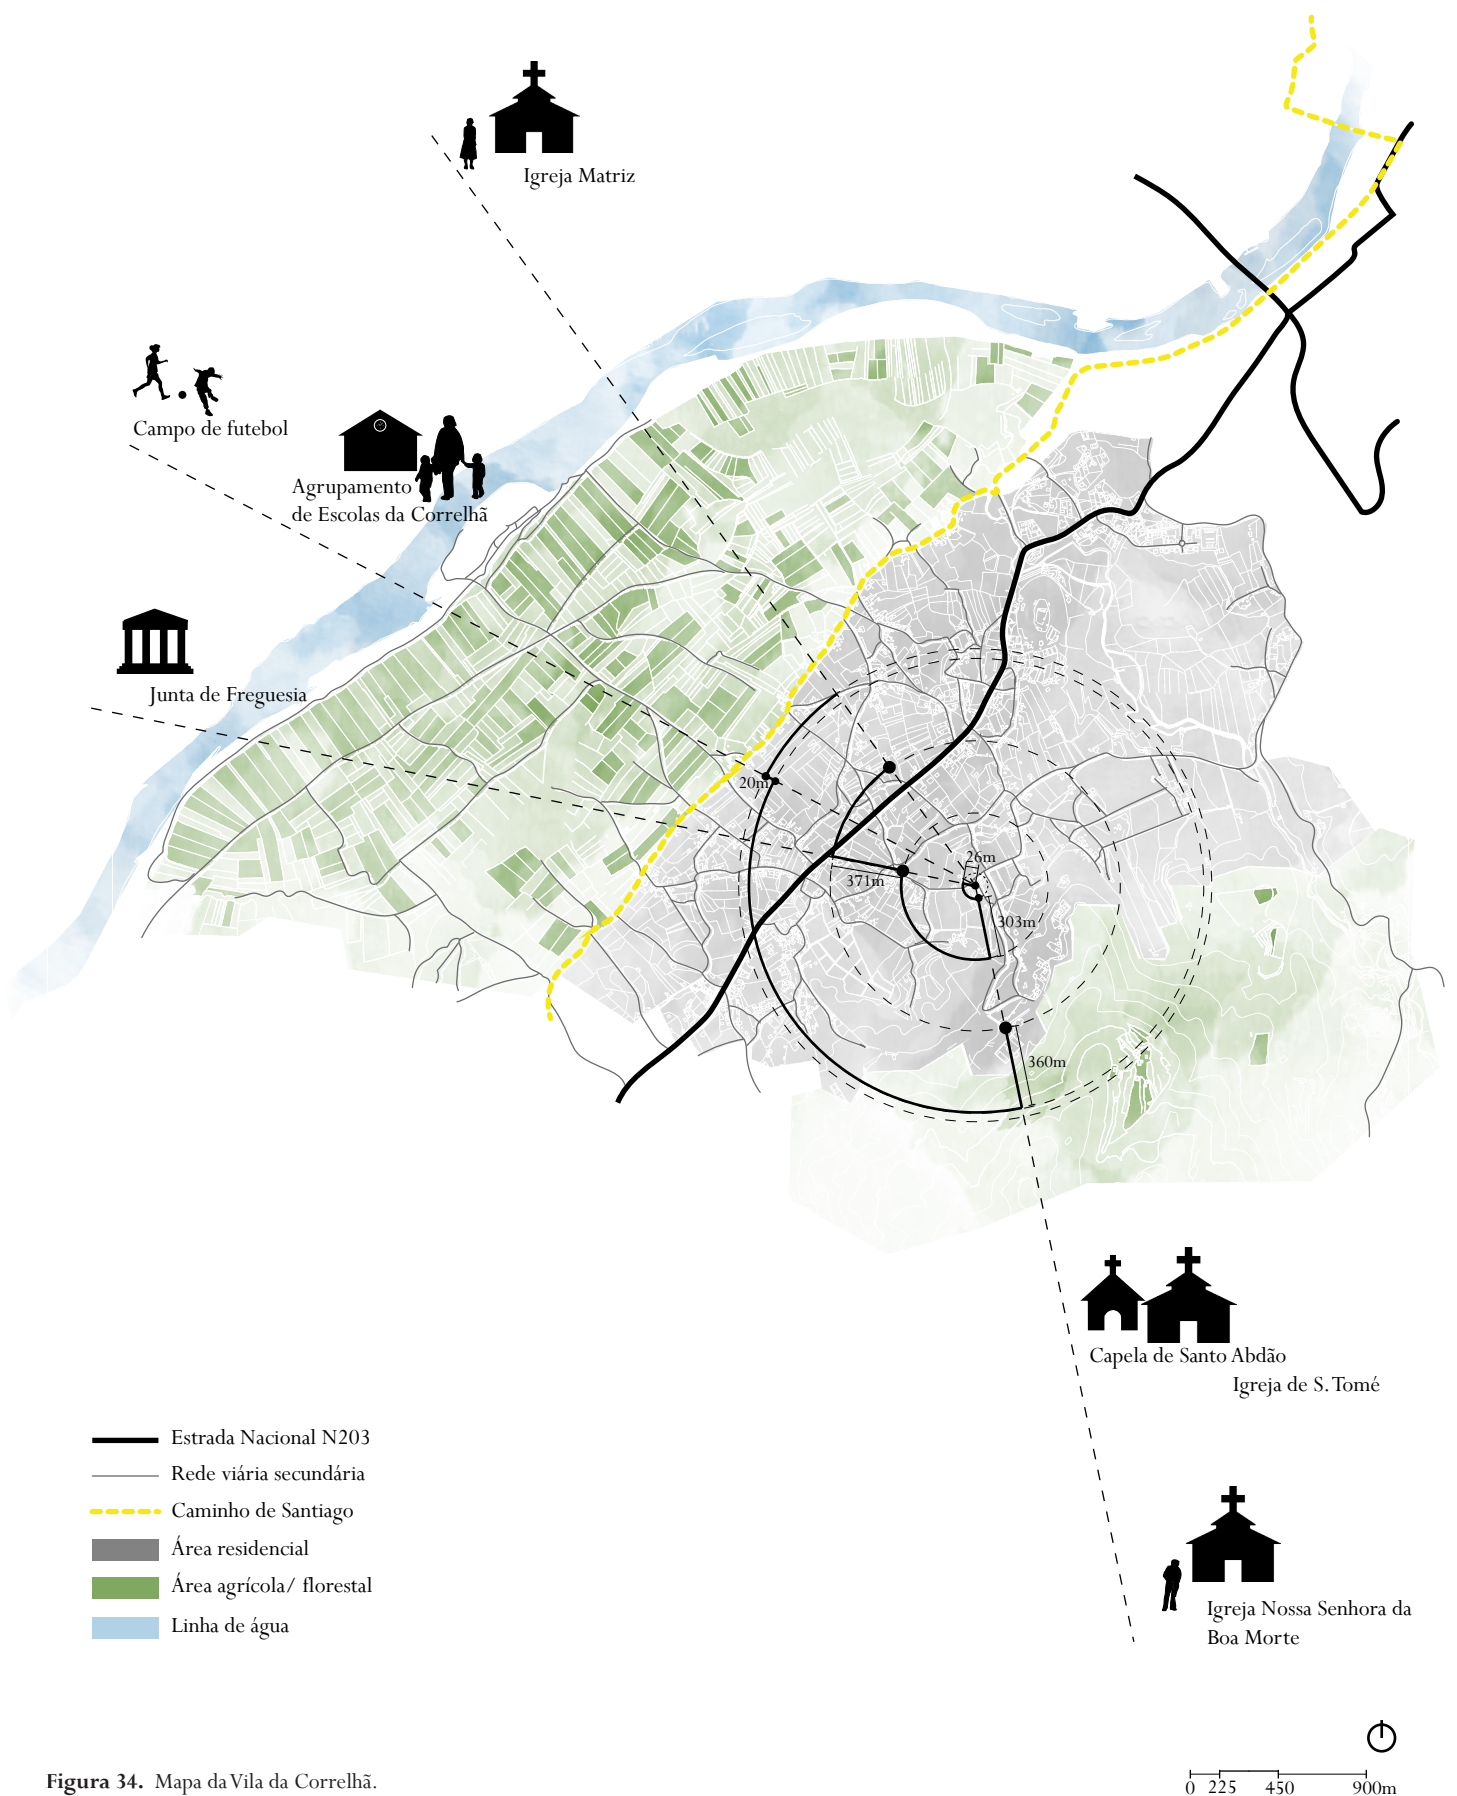 Igreja Matriz
Campo de futebol
Agrupamento
de Escolas da Correlhã
Junta de Freguesia
20m
26m
371m
303m
360m
Capela de Santo Abdão
Igreja de S. Tomé
Estrada Nacional N203
Rede viária secundária
Caminho de Santiago
Área residencial
Área agrícola/ florestal
Linha de água
Igreja Nossa Senhora da
Boa Morte
Figura 34. Mapa da Vila da Correlhã.
0 225 450 900m